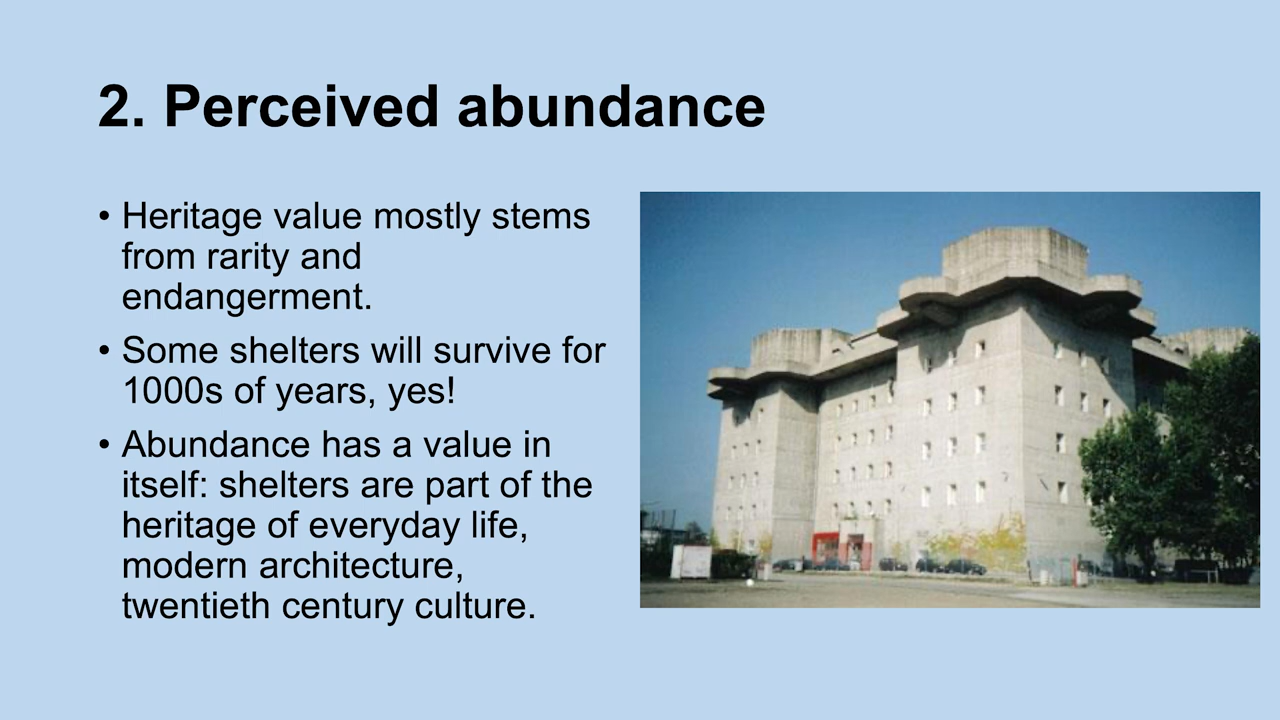 2. Perceived abundance
• Heritage value mostly stems
from rarity and
endangerment.
• Some shelters will survive for
1000s of years, yes!
• Abundance has a value in
itself: shelters are part of the
heritage of everyday life,
modern architecture,
twentieth century culture.